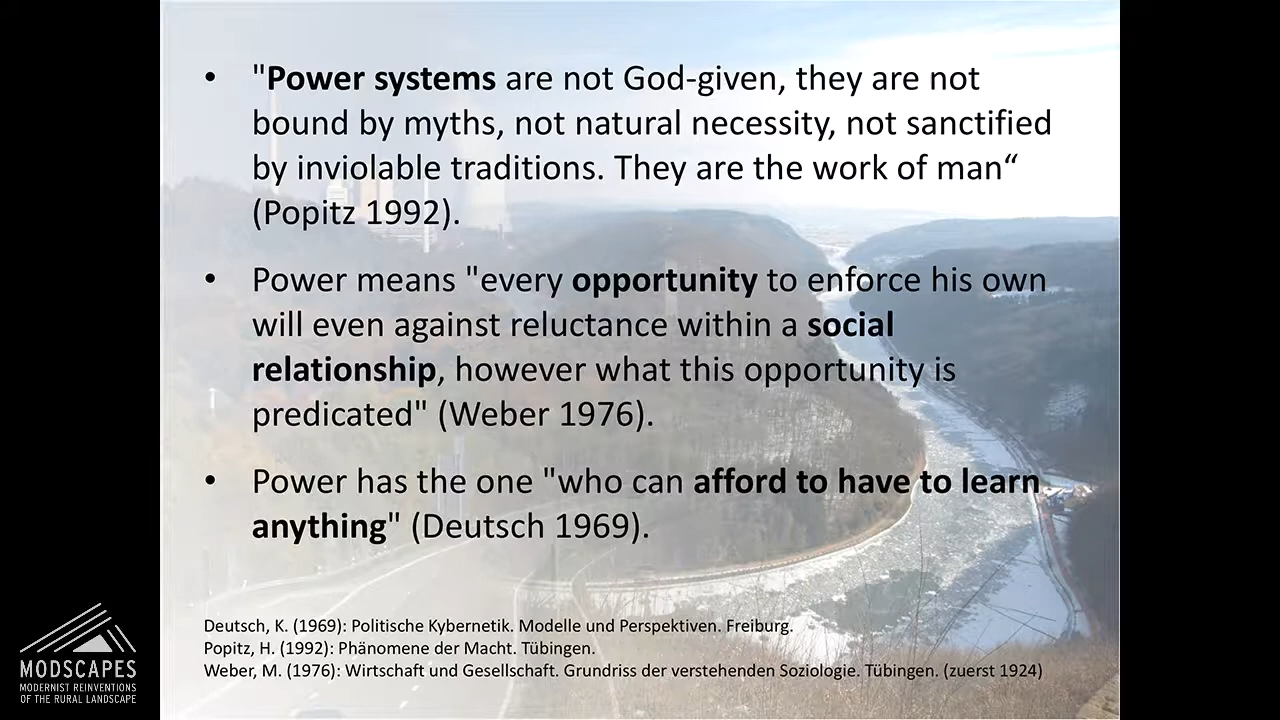 • "Power systems are not God-given, they are not
bound by myths, not natural necessity, not sanctified
by inviolable traditions. They are the work of man“
(Popitz 1992).
• Power means "every opportunity to enforce his own
will even against reluctance within a social
relationship, however what this opportunity is
predicated" (Weber 1976).
• Power has the one "who can afford to have to learn
anything" (Deutsch 1969).
Deutsch, K. (1969): Politische Kybernetik. Modelle und Perspektiven. Freiburg.
Popitz, H. (1992): Phänomene der Macht. Tübingen.
Weber, M. (1976): Wirtschaft und Gesellschaft. Grundriss der verstehenden Soziologie. Tübingen. (zuerst 1924)
MODSCAPES
MODERNIST REINVENTIONS
OF THE RURAL LANDSCAPE